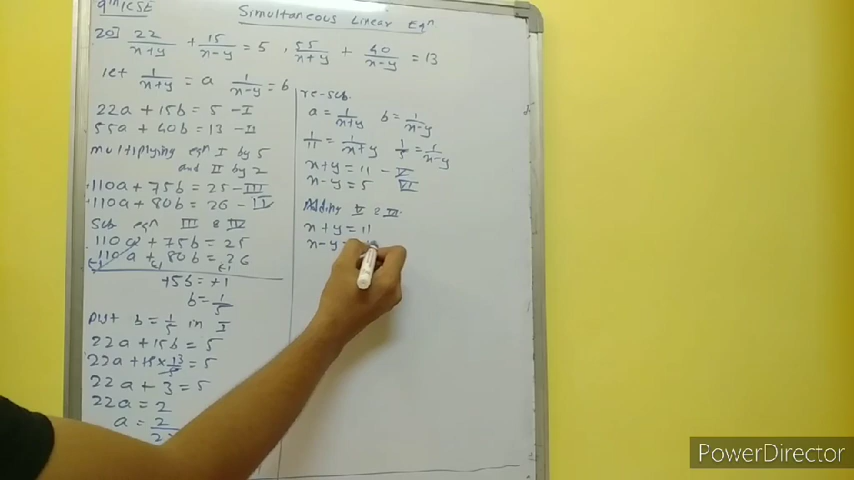 9th ICSE
Simultaneous Linear Eqn
20] 22/x+y + 15/x-y = 5 , 55/x+y + 40/x-y = 13
let 1/x+y = a 1/x-y = b
22a + 15b = 5 - I
55a + 40b = 13 - II
multiplying eqn I by 5
and II by 2
110a + 75b = 25 - III
110a + 80b = 26 - IV
Sub eqn III & IV
110a + 75b = 25
110a + 80b = 26
(-) (-) (-)
+5b = +1
b = 1/5
put b = 1/5 in I
22a + 15b = 5
22a + 15 x 1/5 = 5
22a + 3 = 5
22a = 2
a = 2/22
re-sub.
a = 1/x+y b = 1/x-y
1/11 = 1/x+y 1/5 = 1/x-y
x+y = 11 - V
x-y = 5 VI
Adding V & VI
x+y = 11
x-y =
PowerDirector